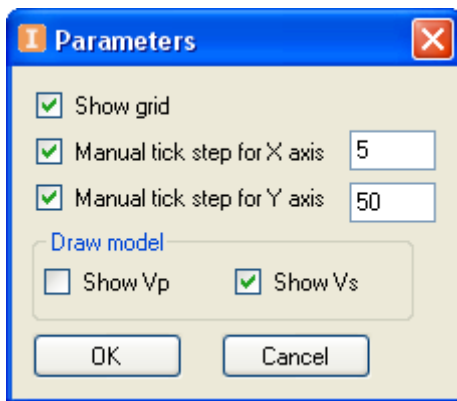 I Parameters
Show grid
Manual tick step for X axis 5
Manual tick step for Y axis 50
Draw model
Show Vp Show Vs
OK Cancel